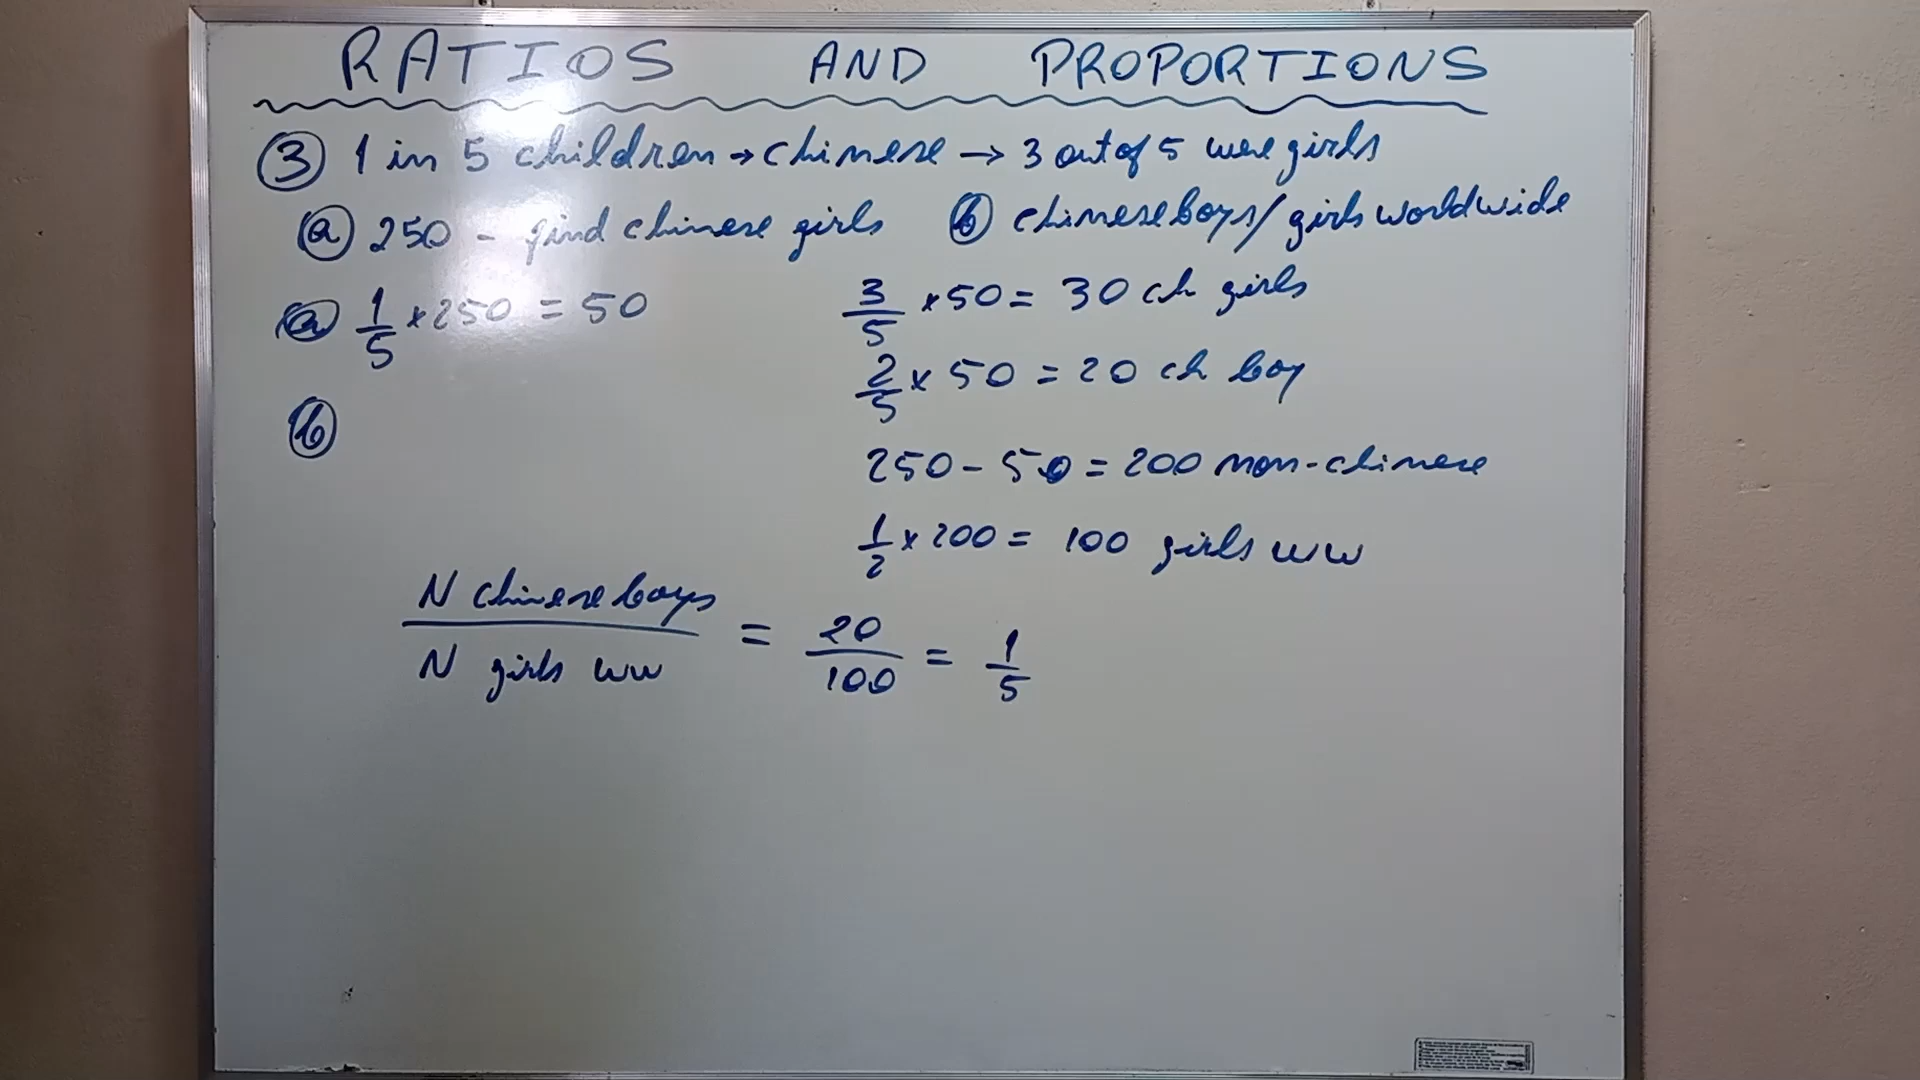 RATIOS AND PROPORTIONS
③ 1 in 5 children → chinese → 3 out of 5 were girls
ⓐ 250 - find chinese girls ⓑ chinese boys / girls worldwide
ⓐ 1/5 × 250 = 50
3/5 × 50 = 30 ch girls
2/5 × 50 = 20 ch boy
ⓑ
250 - 50 = 200 non-chinese
1/2 × 200 = 100 girls ww
N chinese boys / N girls ww = 20/100 = 1/5